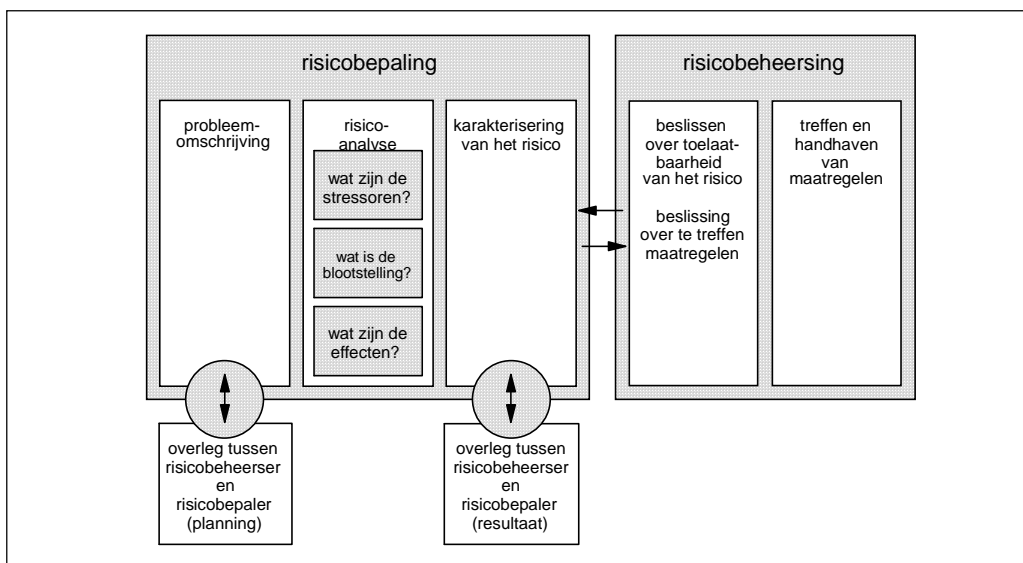 risicobepaling
probleem-
omschrijving
risico-
analyse
wat zijn de
stressoren?
wat is de
blootstelling?
wat zijn de
effecten?
karakterisering
van het risico
overleg tussen
risicobeheerser
en
risicobepaler
(planning)
overleg tussen
risicobeheerser
en
risicobepaler
(resultaat)
risicobeheersing
beslissen
over toelaat-
baarheid
van het risico
beslissing
over te treffen
maatregelen
treffen en
handhaven
van
maatregelen